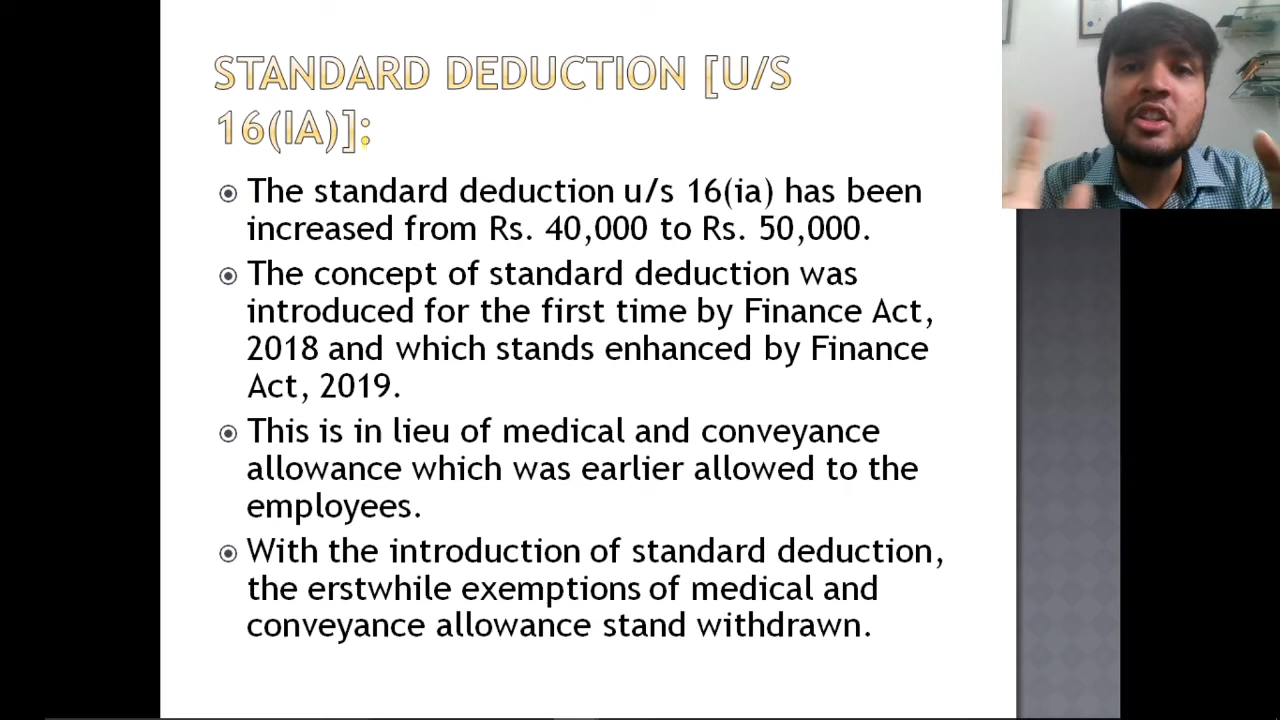 STANDARD DEDUCTION [U/S
16(IA)]:
The standard deduction u/s 16(ia) has been
increased from Rs. 40,000 to Rs. 50,000.
The concept of standard deduction was
introduced for the first time by Finance Act,
2018 and which stands enhanced by Finance
Act, 2019.
This is in lieu of medical and conveyance
allowance which was earlier allowed to the
employees.
With the introduction of standard deduction,
the erstwhile exemptions of medical and
conveyance allowance stand withdrawn.